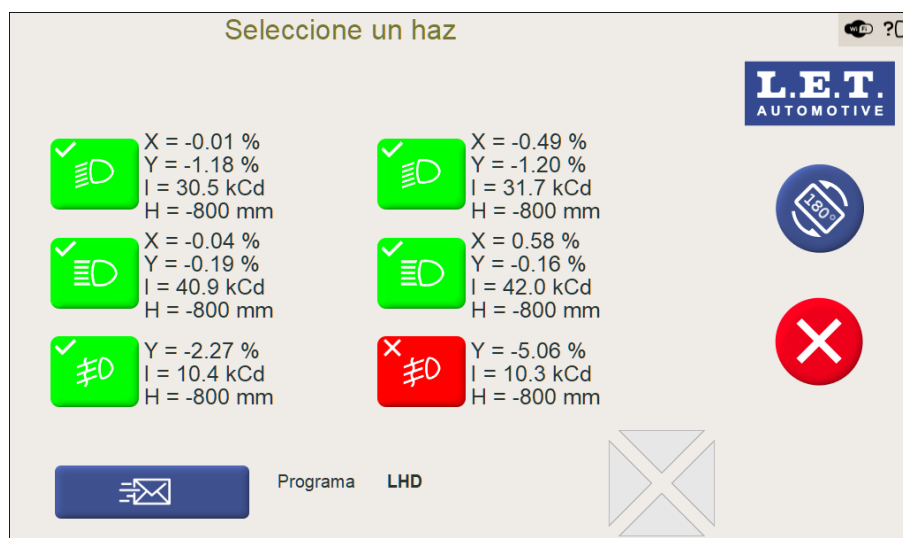 Seleccione un haz
WiFi ?
L.E.T.
AUTOMOTIVE
X = -0.01 %
Y = -1.18 %
I = 30.5 kCd
H = -800 mm
X = -0.49 %
Y = -1.20 %
I = 31.7 kCd
H = -800 mm
180°
X = -0.04 %
Y = -0.19 %
I = 40.9 kCd
H = -800 mm
X = 0.58 %
Y = -0.16 %
I = 42.0 kCd
H = -800 mm
Y = -2.27 %
I = 10.4 kCd
H = -800 mm
Y = -5.06 %
I = 10.3 kCd
H = -800 mm
Programa LHD